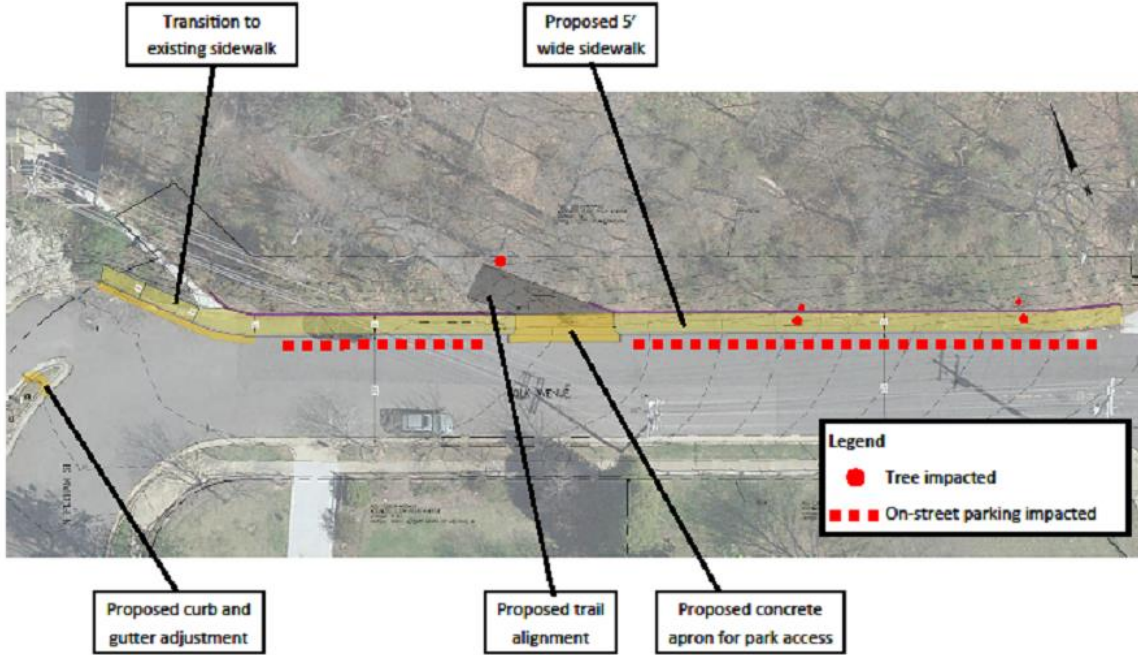 Transition to
existing sidewalk
Proposed 5'
wide sidewalk
Legend
Tree impacted
On-street parking impacted
Proposed curb and
gutter adjustment
Proposed trail
alignment
Proposed concrete
apron for park access